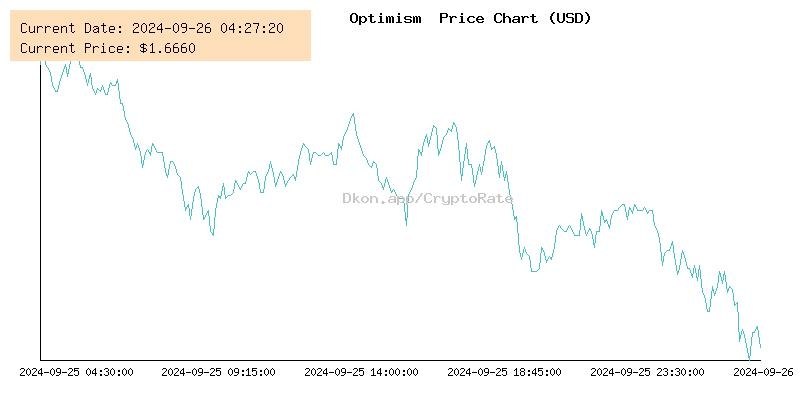 Optimism  Price Chart (USD)
Current Date: 2024-09-26 04:27:20
Current Price: $1.6660
Dkon.app/CryptoRate
2024-09-25 04:30:00 2024-09-25 09:15:00 2024-09-25 14:00:00 2024-09-25 18:45:00 2024-09-25 23:30:00 2024-09-26